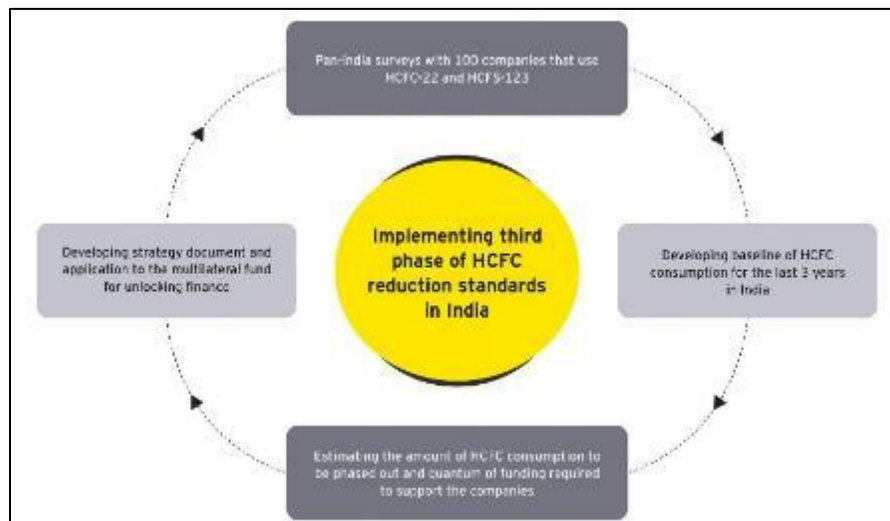 Pan-India surveys with 100 companies that use
HCFC-22 and HCFS-123
Implementing third
phase of HCFC
reduction standards
in India
Developing strategy document and
application to the multilateral fund
for unlocking finance
Developing baseline of HCFC
consumption for the last 3 years
in India
Estimating the amount of HCFC consumption to
be phased out and quantum of funding required
to support the companies